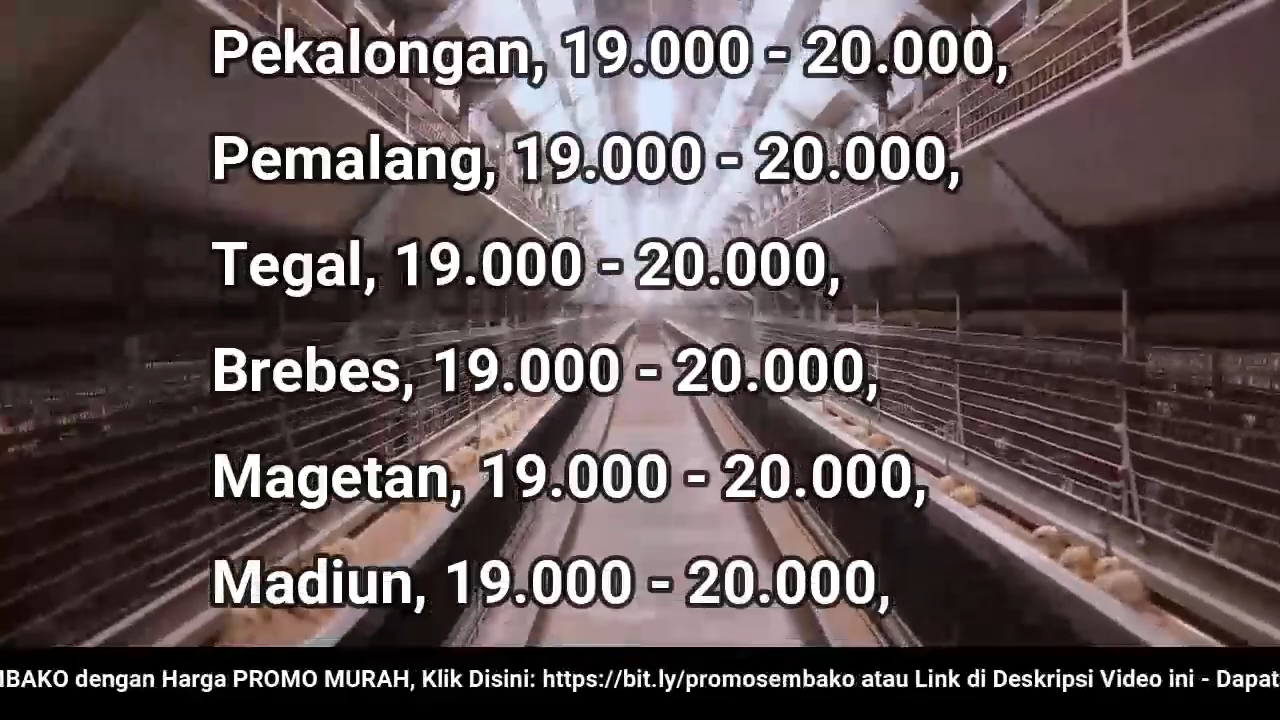 Pekalongan, 19.000 - 20.000,
Pemalang, 19.000 - 20.000,
Tegal, 19.000 - 20.000,
Brebes, 19.000 - 20.000,
Magetan, 19.000 - 20.000,
Madiun, 19.000 - 20.000,
MBAKO dengan Harga PROMO MURAH, Klik Disini: https://bit.ly/promosembako atau Link di Deskripsi Video ini - Dapat